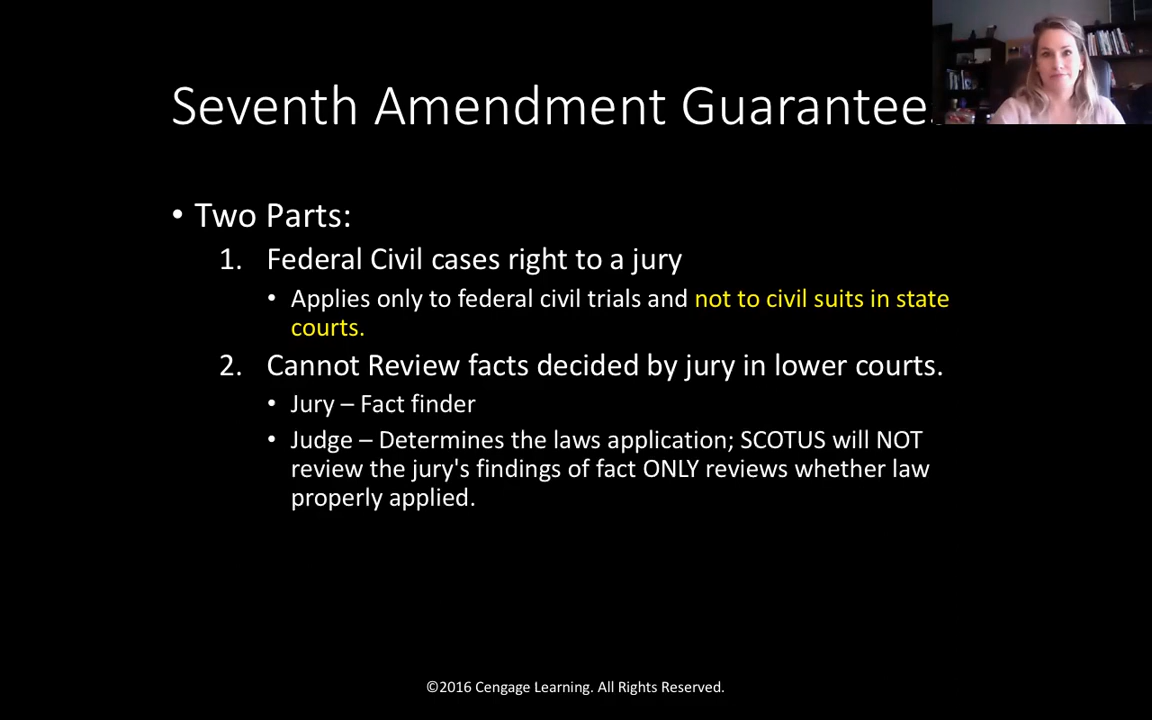 Seventh Amendment Guarantees
• Two Parts:
1. Federal Civil cases right to a jury
• Applies only to federal civil trials and not to civil suits in state
courts.
2. Cannot Review facts decided by jury in lower courts.
• Jury – Fact finder
• Judge – Determines the laws application; SCOTUS will NOT
review the jury's findings of fact ONLY reviews whether law
properly applied.
©2016 Cengage Learning. All Rights Reserved.